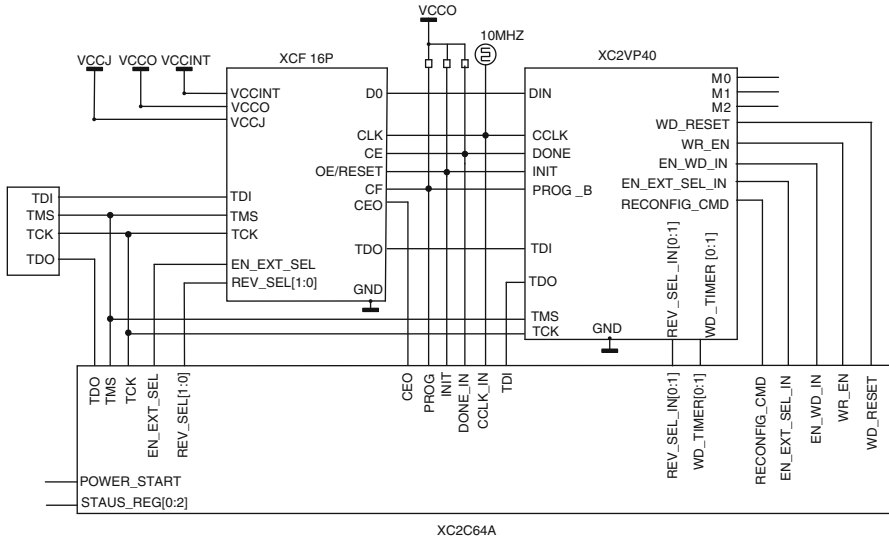 VCCO
10MHZ
XCF 16P
XC2VP40
VCCJ VCCO VCCINT
VCCINT
VCCO
VCCJ
D0
CLK
CE
OE/RESET
CF
CEO
TDI
TMS
TCK
TDO
EN_EXT_SEL
REV_SEL[1:0]
GND
DIN
CCLK
DONE
INIT
PROG _B
TDI
TDO
TMS
TCK
GND
M0
M1
M2
WD_RESET
WR_EN
EN_WD_IN
EN_EXT_SEL_IN
RECONFIG_CMD
REV_SEL _IN[0:1]
WD_TIMER [0:1]
TDI
TMS
TCK
TDO
TDO
TMS
TCK
EN_EXT_SEL
REV_SEL[1:0]
CEO
PROG
INIT
DONE_IN
CCLK_IN
TDI
REV_SEL_IN[0:1]
WD_TIMER[0:1]
RECONFIG_CMD
EN_EXT_SEL_IN
EN_WD_IN
WR_EN
WD_RESET
POWER_START
STAUS_REG[0:2]
XC2C64A